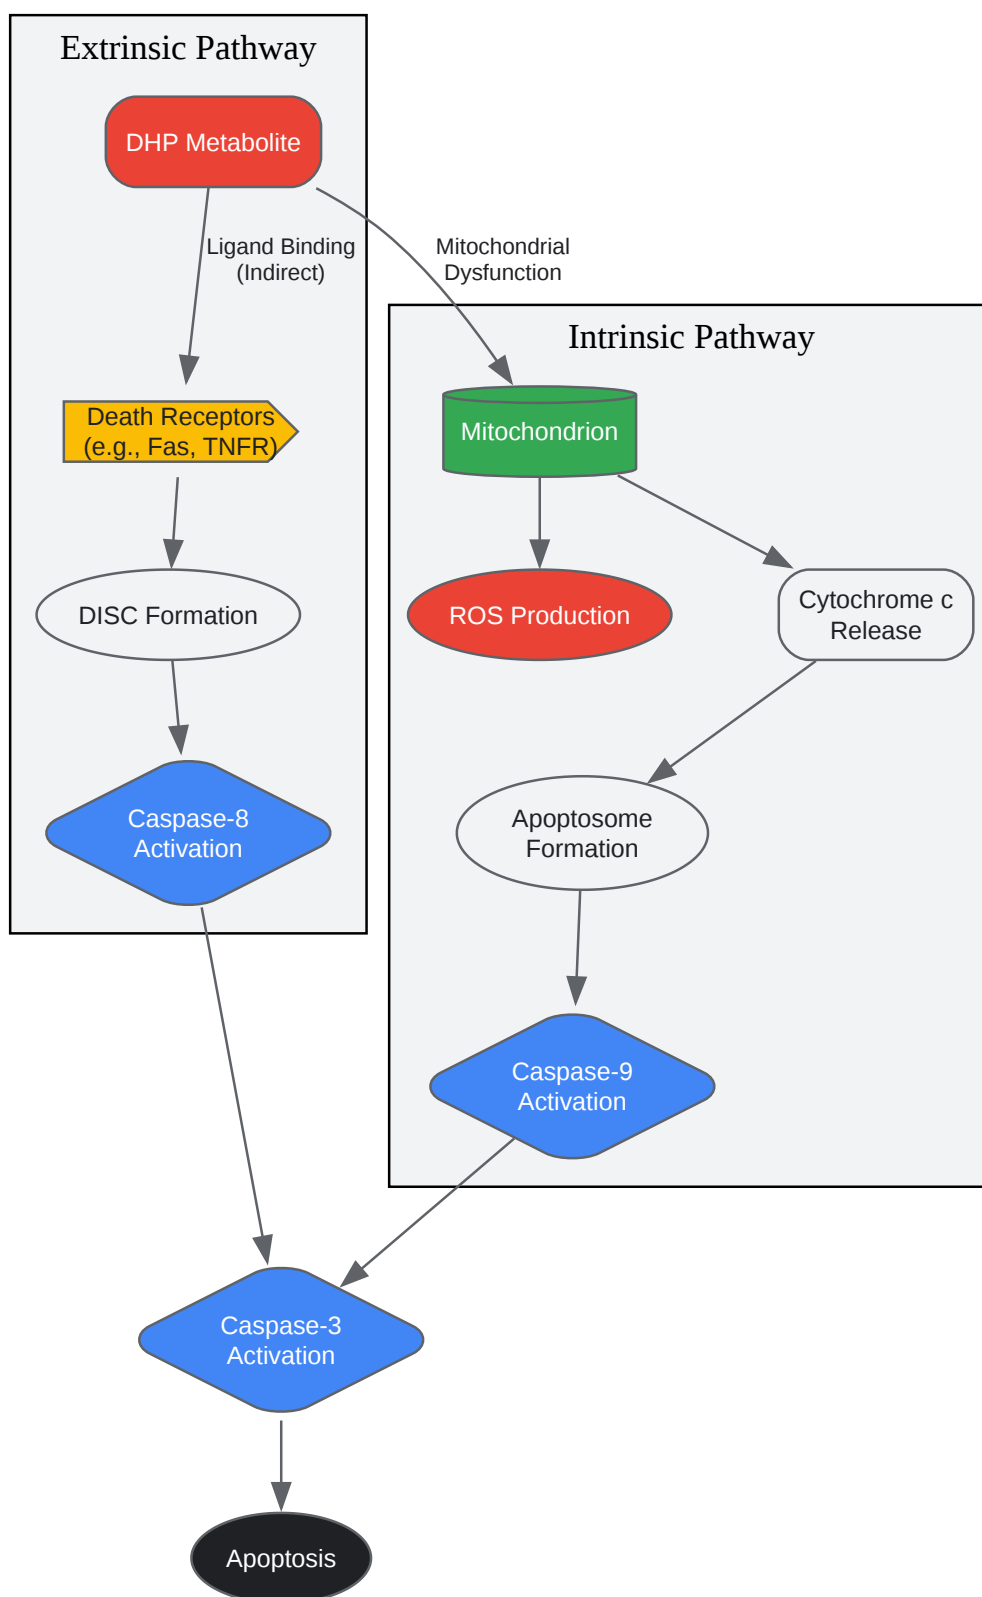 Extrinsic Pathway
DHP Metabolite
Ligand Binding
(Indirect)
Mitochondrial
Dysfunction
Intrinsic Pathway
Death Receptors
(e.g., Fas, TNFR)
Mitochondrion
DISC Formation
ROS Production
Cytochrome c
Release
Caspase-8
Activation
Apoptosome
Formation
Caspase-9
Activation
Caspase-3
Activation
Apoptosis